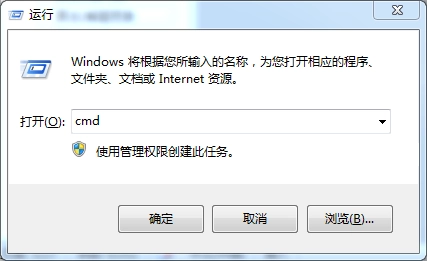 运行
Windows 将根据您所输入的名称，为您打开相应的程序、
文件夹、文档或 Internet 资源。
打开(O):
cmd
使用管理权限创建此任务。
确定
取消
浏览(B)...